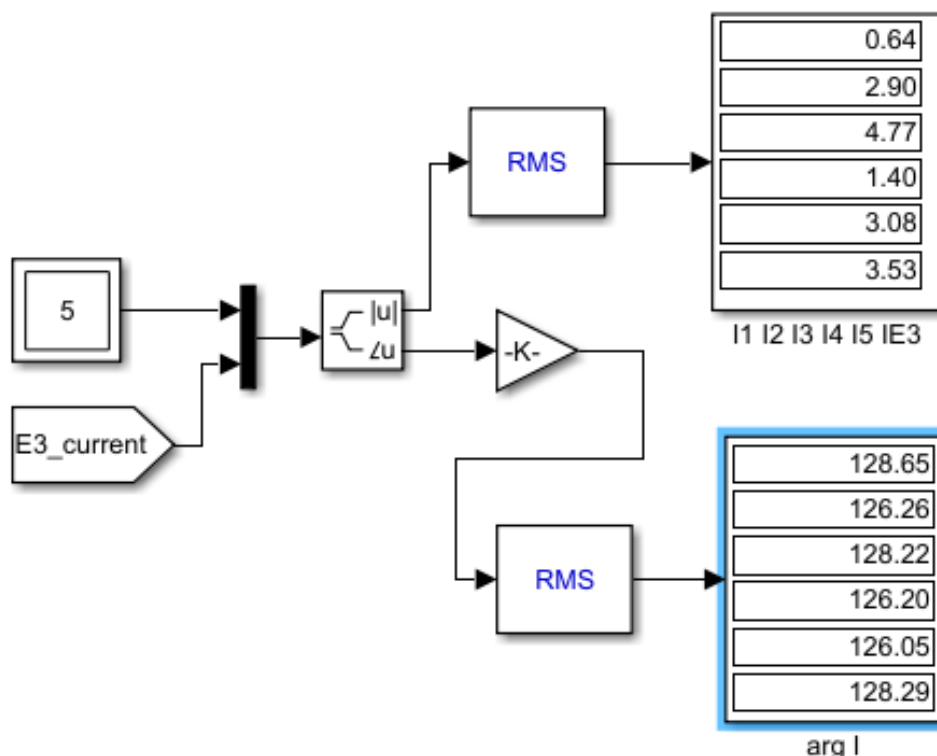 0.64
2.90
4.77
1.40
3.08
3.53
I1 I2 I3 I4 I5 IE3
RMS
5
|u|
∠u
-K-
E3_current
RMS
128.65
126.26
128.22
126.20
126.05
128.29
arg I